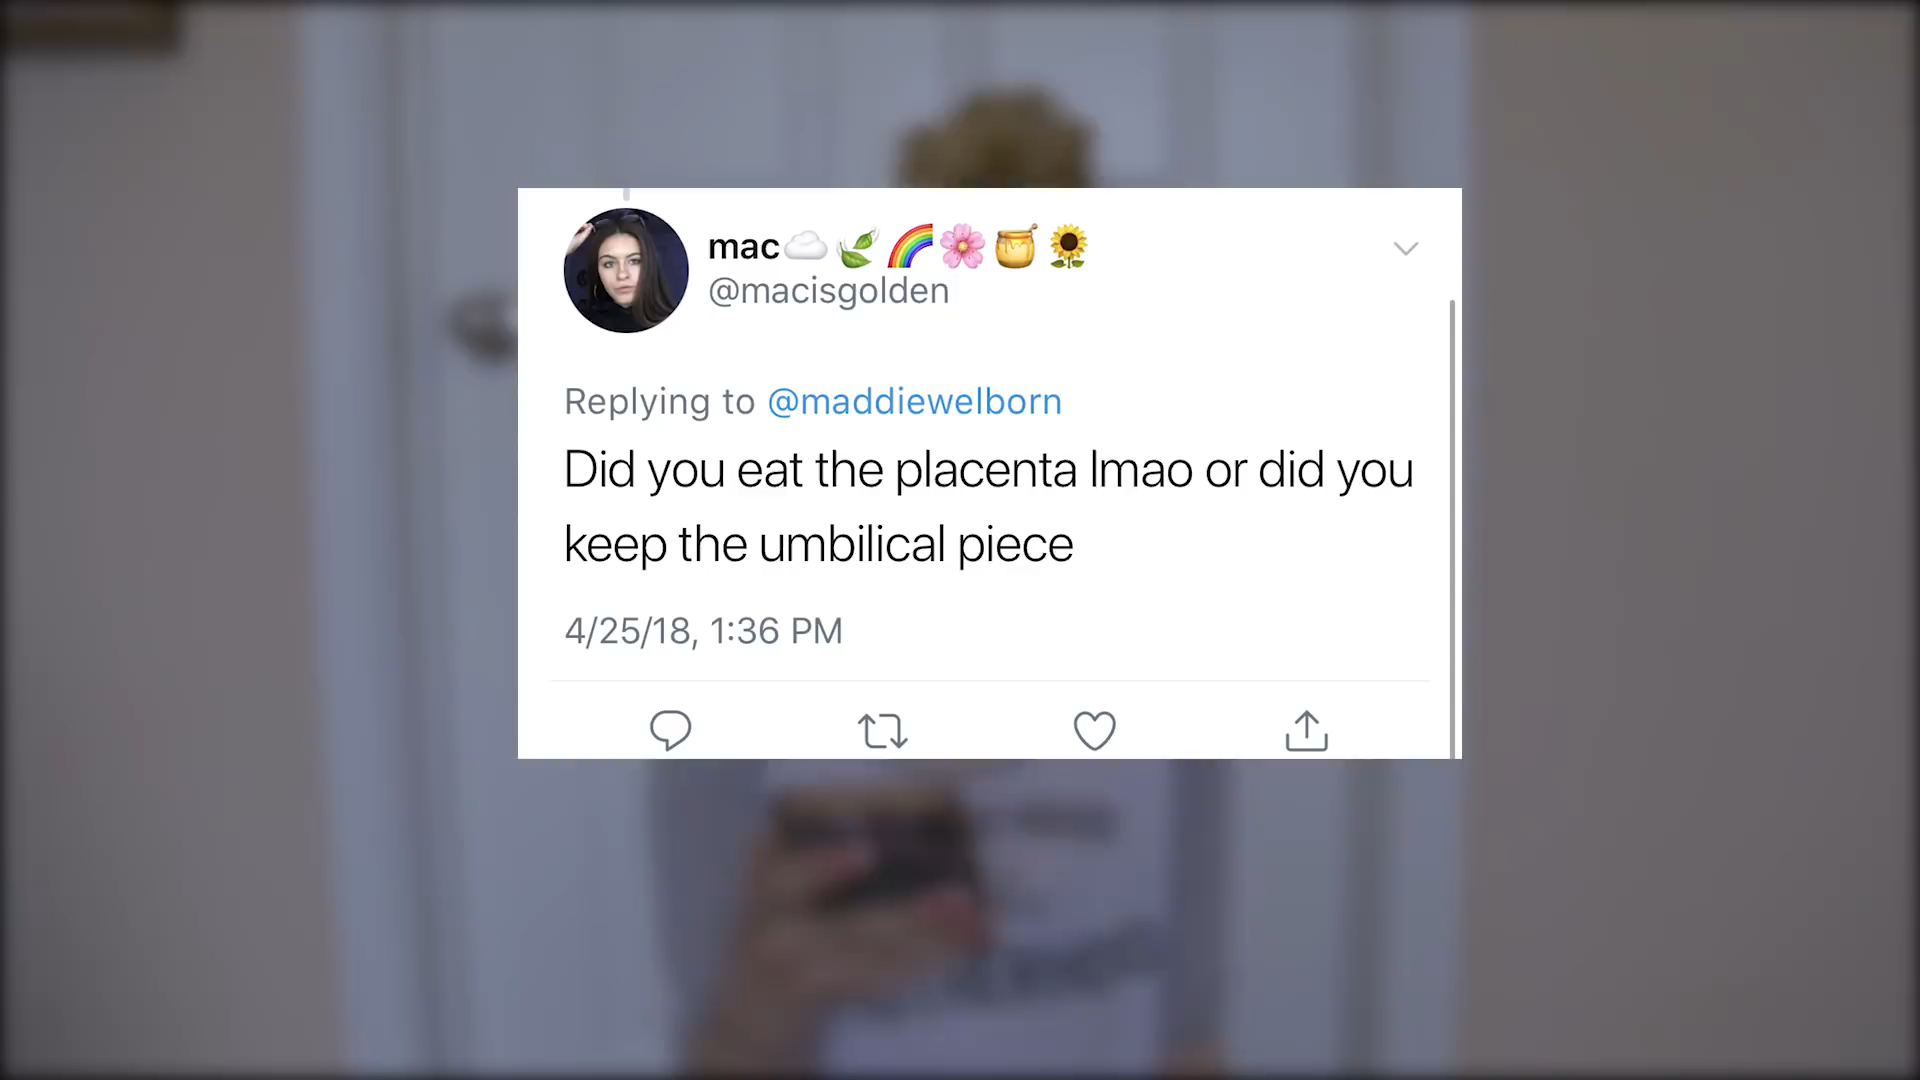 mac☁️🍃🌈🌸🍯🌻
@macisgolden
Replying to @maddiewelborn
Did you eat the placenta lmao or did you
keep the umbilical piece
4/25/18, 1:36 PM